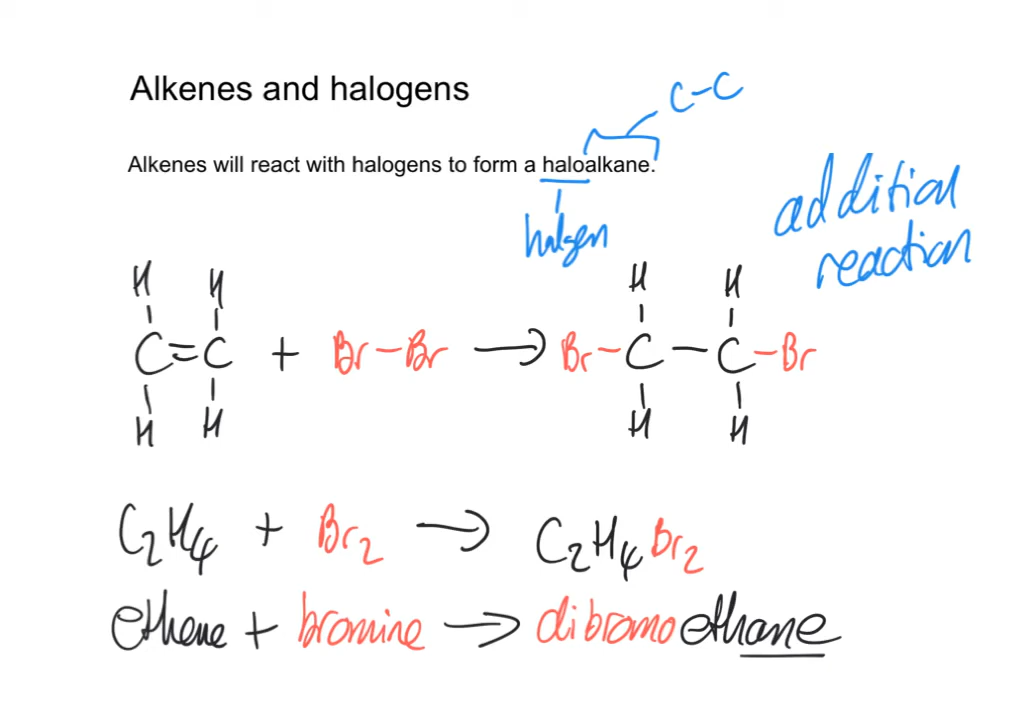 Alkenes and halogens
C-C
Alkenes will react with halogens to form a haloalkane.
halogen
addition
reaction
H H H H
C=C + Br-Br → Br-C-C-Br
H H H H
C₂H₄ + Br₂ → C₂H₄Br₂
ethene + bromine → dibromoethane